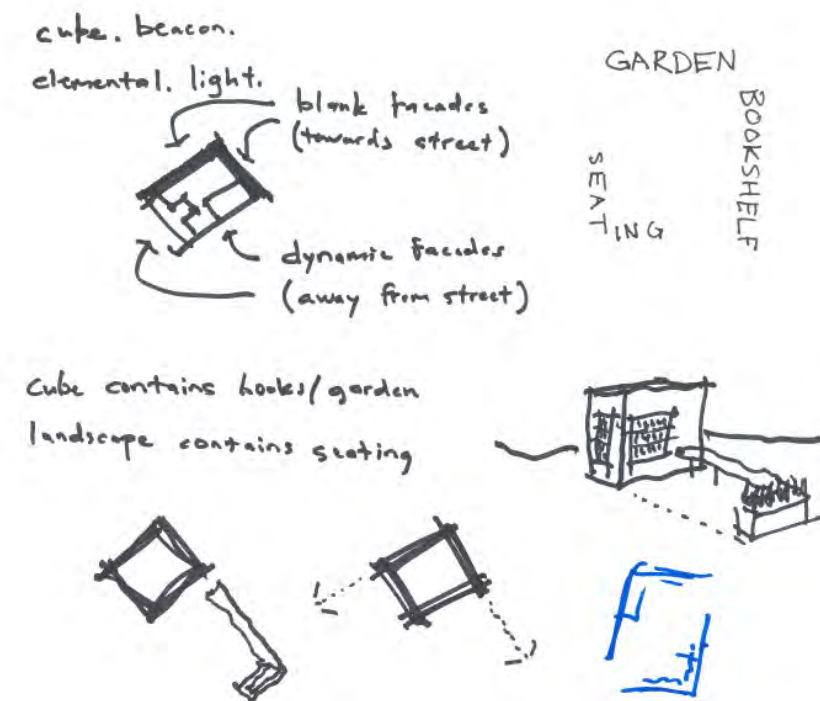 cube. beacon.
elemental. light.
blank facades
(towards street)
dynamic facades
(away from street)
GARDEN
BOOKSHELF
SEATING
cube contains books/garden
landscape contains seating